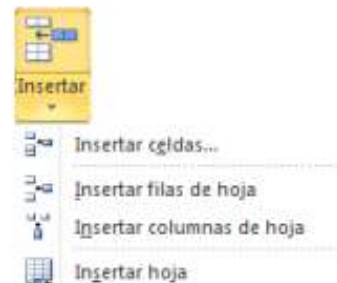 Insertar
Insertar celdas...
Insertar filas de hoja
Insertar columnas de hoja
Insertar hoja